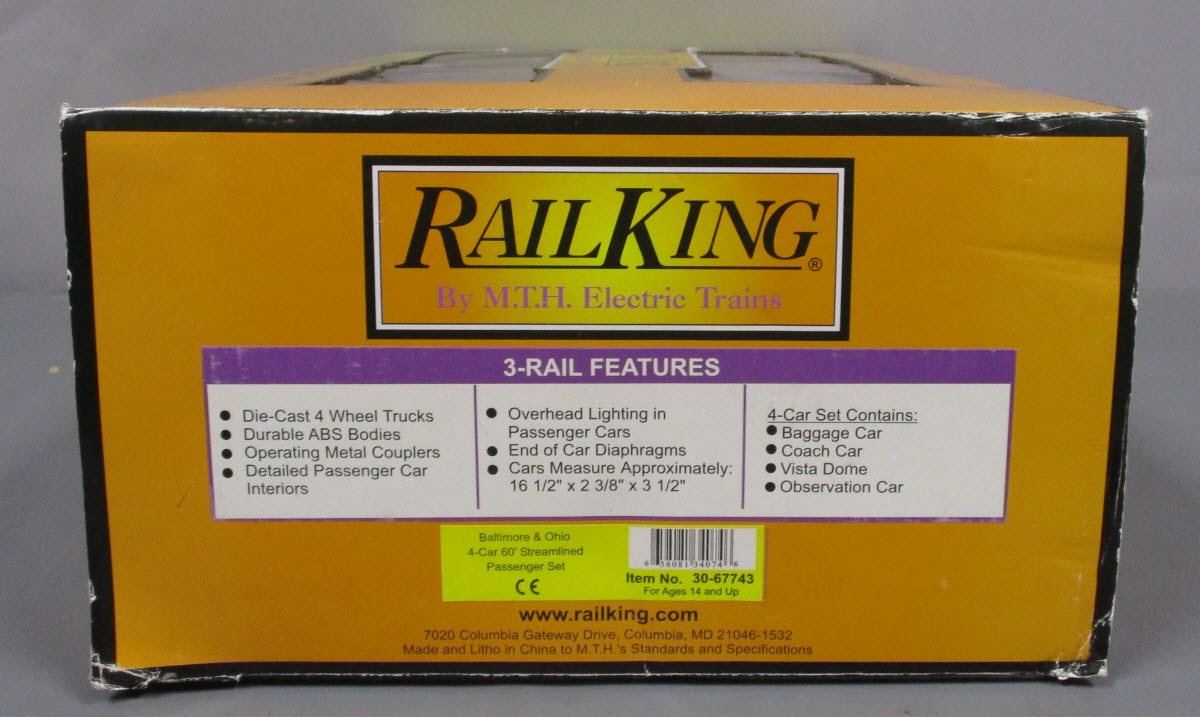 RAILKING®
By M.T.H. Electric Trains
3-RAIL FEATURES
● Die-Cast 4 Wheel Trucks
● Durable ABS Bodies
● Operating Metal Couplers
● Detailed Passenger Car
Interiors
● Overhead Lighting in
Passenger Cars
● End of Car Diaphragms
● Cars Measure Approximately:
16 1/2" x 2 3/8" x 3 1/2"
4-Car Set Contains:
● Baggage Car
● Coach Car
● Vista Dome
● Observation Car
Baltimore & Ohio
4-Car 60' Streamlined
Passenger Set
CE
6 58081 34074 6
Item No. 30-67743
For Ages 14 and Up
www.railking.com
7020 Columbia Gateway Drive, Columbia, MD 21046-1532
Made and Litho in China to M.T.H.'s Standards and Specifications